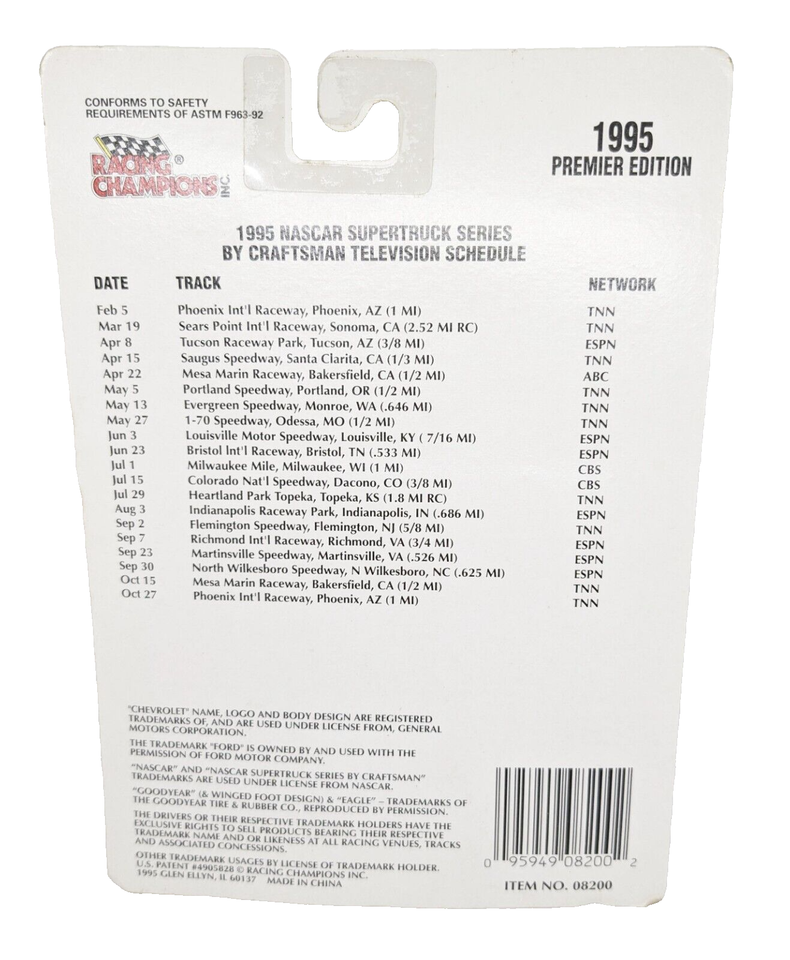 CONFORMS TO SAFETY
REQUIREMENTS OF ASTM F963-92
RACING
CHAMPIONS INC. ®
1995
PREMIER EDITION
1995 NASCAR SUPERTRUCK SERIES
BY CRAFTSMAN TELEVISION SCHEDULE
DATE TRACK NETWORK
Feb 5 Phoenix Int'l Raceway, Phoenix, AZ (1 MI) TNN
Mar 19 Sears Point Int'l Raceway, Sonoma, CA (2.52 MI RC) TNN
Apr 8 Tucson Raceway Park, Tucson, AZ (3/8 MI) ESPN
Apr 15 Saugus Speedway, Santa Clarita, CA (1/3 MI) TNN
Apr 22 Mesa Marin Raceway, Bakersfield, CA (1/2 MI) ABC
May 5 Portland Speedway, Portland, OR (1/2 MI) TNN
May 13 Evergreen Speedway, Monroe, WA (.646 MI) TNN
May 27 1-70 Speedway, Odessa, MO (1/2 MI) TNN
Jun 3 Louisville Motor Speedway, Louisville, KY ( 7/16 MI) ESPN
Jun 23 Bristol Int'l Raceway, Bristol, TN (.533 MI) ESPN
Jul 1 Milwaukee Mile, Milwaukee, WI (1 MI) CBS
Jul 15 Colorado Nat'l Speedway, Dacono, CO (3/8 MI) CBS
Jul 29 Heartland Park Topeka, Topeka, KS (1.8 MI RC) TNN
Aug 3 Indianapolis Raceway Park, Indianapolis, IN (.686 MI) ESPN
Sep 2 Flemington Speedway, Flemington, NJ (5/8 MI) TNN
Sep 7 Richmond Int'l Raceway, Richmond, VA (3/4 MI) ESPN
Sep 23 Martinsville Speedway, Martinsville, VA (.526 MI) ESPN
Sep 30 North Wilkesboro Speedway, N Wilkesboro, NC (.625 MI) ESPN
Oct 15 Mesa Marin Raceway, Bakersfield, CA (1/2 MI) TNN
Oct 27 Phoenix Int'l Raceway, Phoenix, AZ (1 MI) TNN
"CHEVROLET" NAME, LOGO AND BODY DESIGN ARE REGISTERED
TRADEMARKS OF, AND ARE USED UNDER LICENSE FROM, GENERAL
MOTORS CORPORATION.
THE TRADEMARK "FORD" IS OWNED BY AND USED WITH THE
PERMISSION OF FORD MOTOR COMPANY.
"NASCAR" AND "NASCAR SUPERTRUCK SERIES BY CRAFTSMAN"
TRADEMARKS ARE USED UNDER LICENSE FROM NASCAR.
"GOODYEAR" (& WINGED FOOT DESIGN) & "EAGLE" – TRADEMARKS OF
THE GOODYEAR TIRE & RUBBER CO., REPRODUCED BY PERMISSION.
THE DRIVERS OR THEIR RESPECTIVE TRADEMARK HOLDERS HAVE THE
EXCLUSIVE RIGHTS TO SELL PRODUCTS BEARING THEIR RESPECTIVE
TRADEMARK NAME AND OR LIKENESS AT ALL RACING VENUES, TRACKS
AND ASSOCIATED CONCESSIONS.
OTHER TRADEMARK USAGES BY LICENSE OF TRADEMARK HOLDER.
U.S. PATENT #4905828 © RACING CHAMPIONS INC.
1995 GLEN ELLYN, IL 60137 MADE IN CHINA
0 95949 08200 2
ITEM NO. 08200